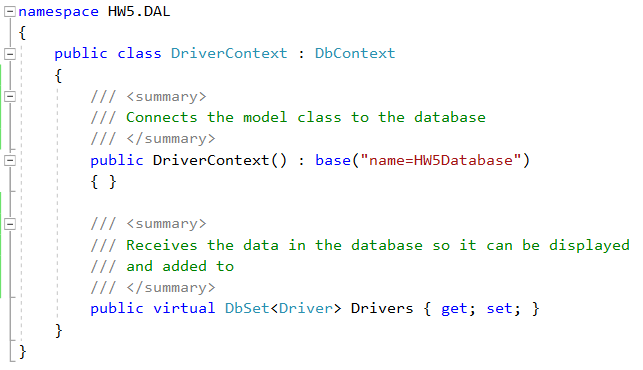 namespace HW5.DAL
{
    public class DriverContext : DbContext
    {
        /// <summary>
        /// Connects the model class to the database
        /// </summary>
        public DriverContext() : base("name=HW5Database")
        { }

        /// <summary>
        /// Receives the data in the database so it can be displayed
        /// and added to
        /// </summary>
        public virtual DbSet<Driver> Drivers { get; set; }
    }
}